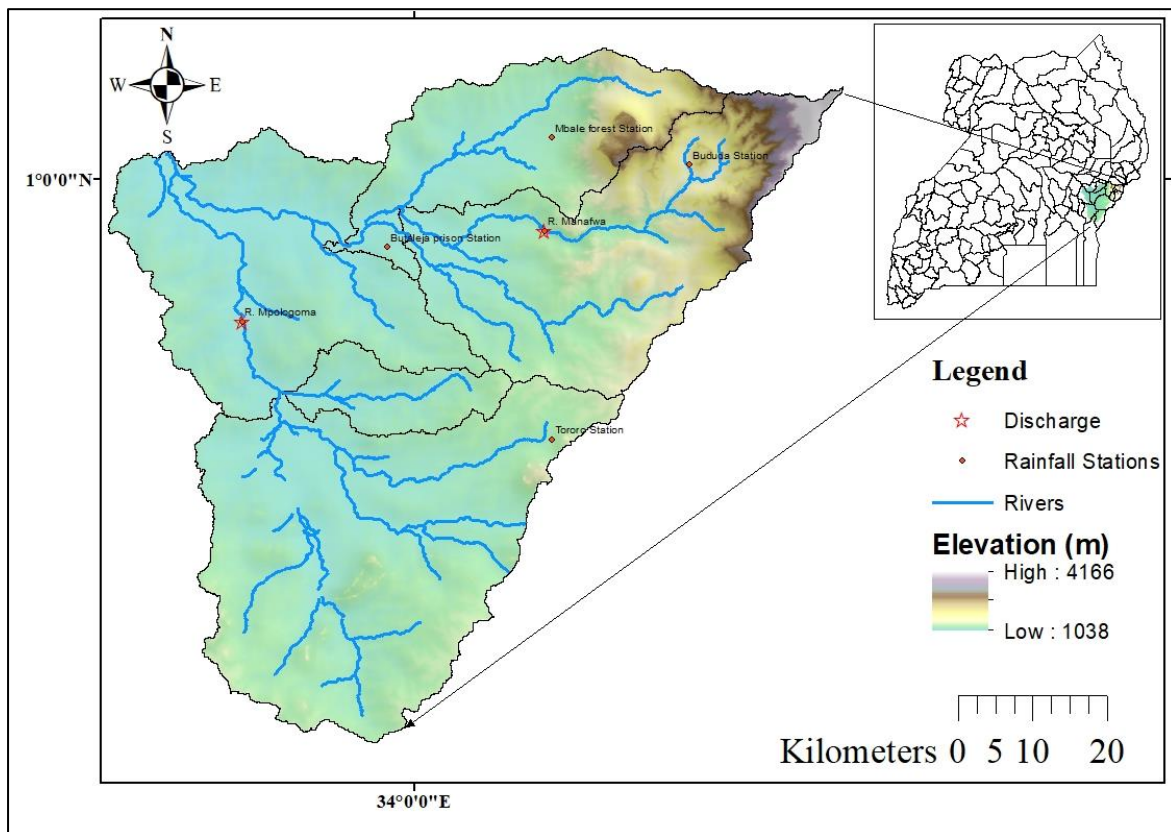 N
W E
S
1°0'0"N
Mbale forest Station
Bududa Station
R. Manafwa
Butaleja prison Station
R. Mpologoma
Tororo Station
34°0'0"E
Legend
Discharge
Rainfall Stations
Rivers
Elevation (m)
High : 4166
Low : 1038
Kilometers 0 5 10 20